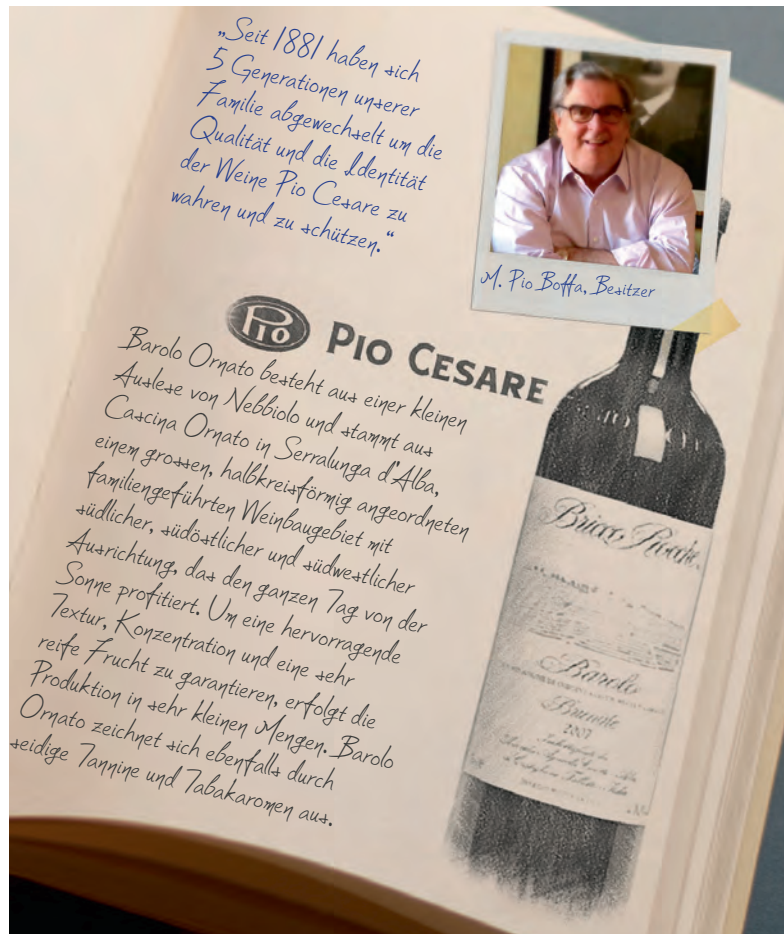 „Seit 1881 haben sich
5 Generationen unserer
Familie abgewechselt um die
Qualität und die Identität
der Weine Pio Cesare zu
wahren und zu schützen.“
M. Pio Boffa, Besitzer
PIO PIO CESARE
Barolo Ornato besteht aus einer kleinen
Auslese von Nebbiolo und stammt aus
Cascina Ornato in Serralunga d'Alba,
einem grossen, halbkreisförmig angeordneten
familiengeführten Weinbaugebiet mit
südlicher, südöstlicher und südwestlicher
Ausrichtung, das den ganzen Tag von der
Sonne profitiert. Um eine hervorragende
Textur, Konzentration und eine sehr
reife Frucht zu garantieren, erfolgt die
Produktion in sehr kleinen Mengen. Barolo
Ornato zeichnet sich ebenfalls durch
seidige Tannine und Tabakaromen aus.
Bricco Rocche
Barolo
Brunate
2007